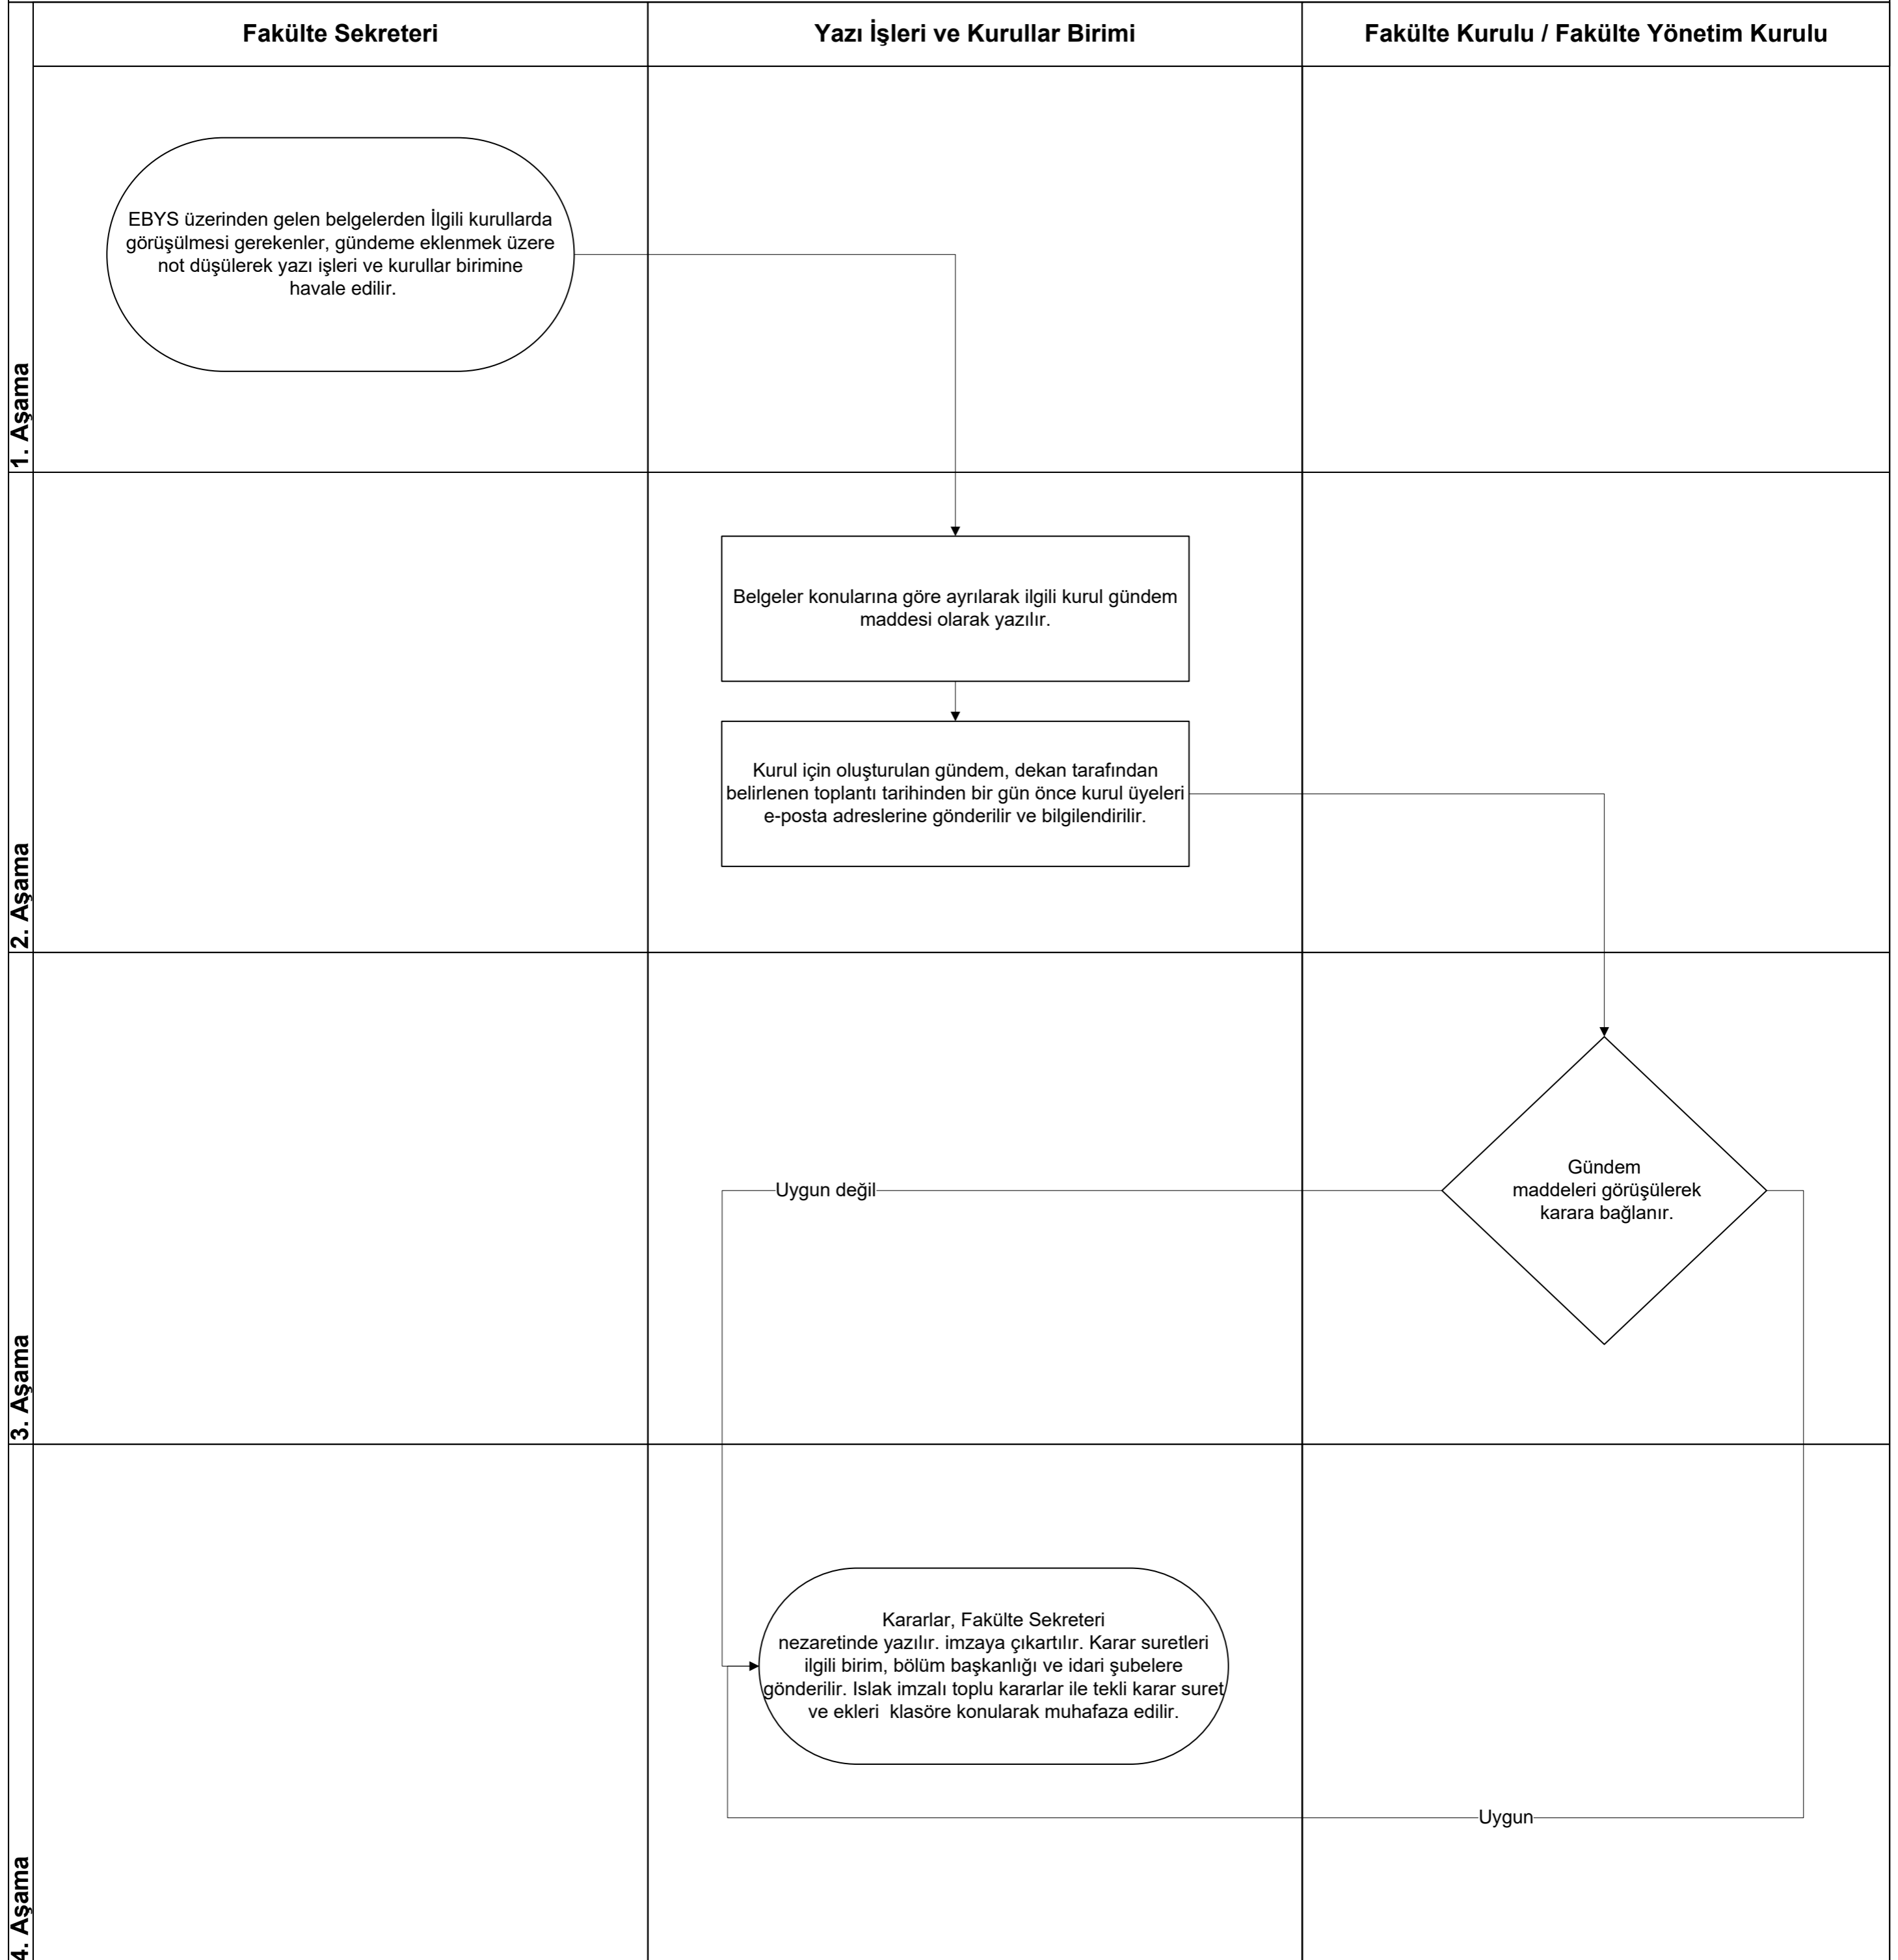 Fakülte Sekreteri
Yazı İşleri ve Kurullar Birimi
Fakülte Kurulu / Fakülte Yönetim Kurulu
1. Aşama
EBYS üzerinden gelen belgelerden İlgili kurullarda
görüşülmesi gerekenler, gündeme eklenmek üzere
not düşülerek yazı işleri ve kurullar birimine
havale edilir.
2. Aşama
Belgeler konularına göre ayrılarak ilgili kurul gündem
maddesi olarak yazılır.
Kurul için oluşturulan gündem, dekan tarafından
belirlenen toplantı tarihinden bir gün önce kurul üyeleri
e-posta adreslerine gönderilir ve bilgilendirilir.
3. Aşama
Gündem
maddeleri görüşülerek
karara bağlanır.
Uygun değil
4. Aşama
Kararlar, Fakülte Sekreteri
nezaretinde yazılır. imzaya çıkartılır. Karar suretleri
ilgili birim, bölüm başkanlığı ve idari şubelere
gönderilir. Islak imzalı toplu kararlar ile tekli karar suret
ve ekleri  klasöre konularak muhafaza edilir.
Uygun